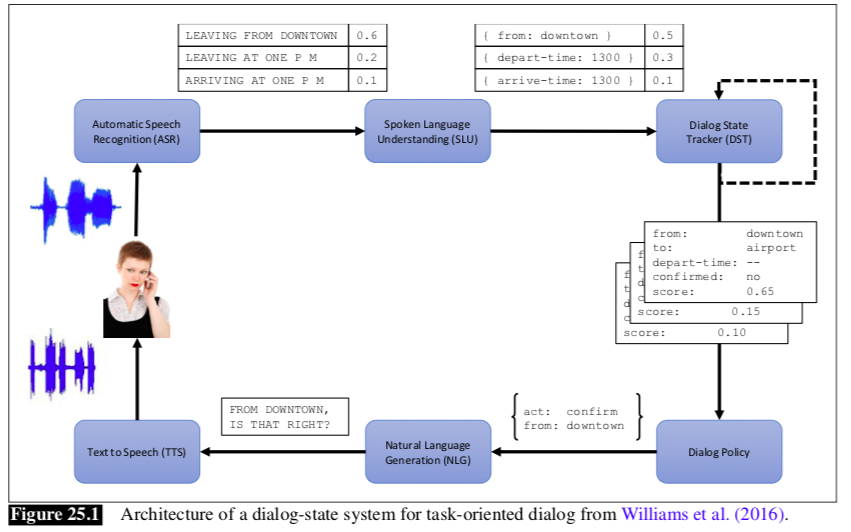 LEAVING FROM DOWNTOWN 0.6
LEAVING AT ONE P M 0.2
ARRIVING AT ONE P M 0.1
{ from: downtown } 0.5
{ depart-time: 1300 } 0.3
{ arrive-time: 1300 } 0.1
Automatic Speech
Recognition (ASR)
Spoken Language
Understanding (SLU)
Dialog State
Tracker (DST)
from: downtown
to: airport
depart-time: --
confirmed: no
score: 0.65
f
t
d
c
score: 0.15
f
t
d
c
score: 0.10
act: confirm
from: downtown
FROM DOWNTOWN,
IS THAT RIGHT?
Text to Speech (TTS)
Natural Language
Generation (NLG)
Dialog Policy
Figure 25.1 Architecture of a dialog-state system for task-oriented dialog from Williams et al. (2016).